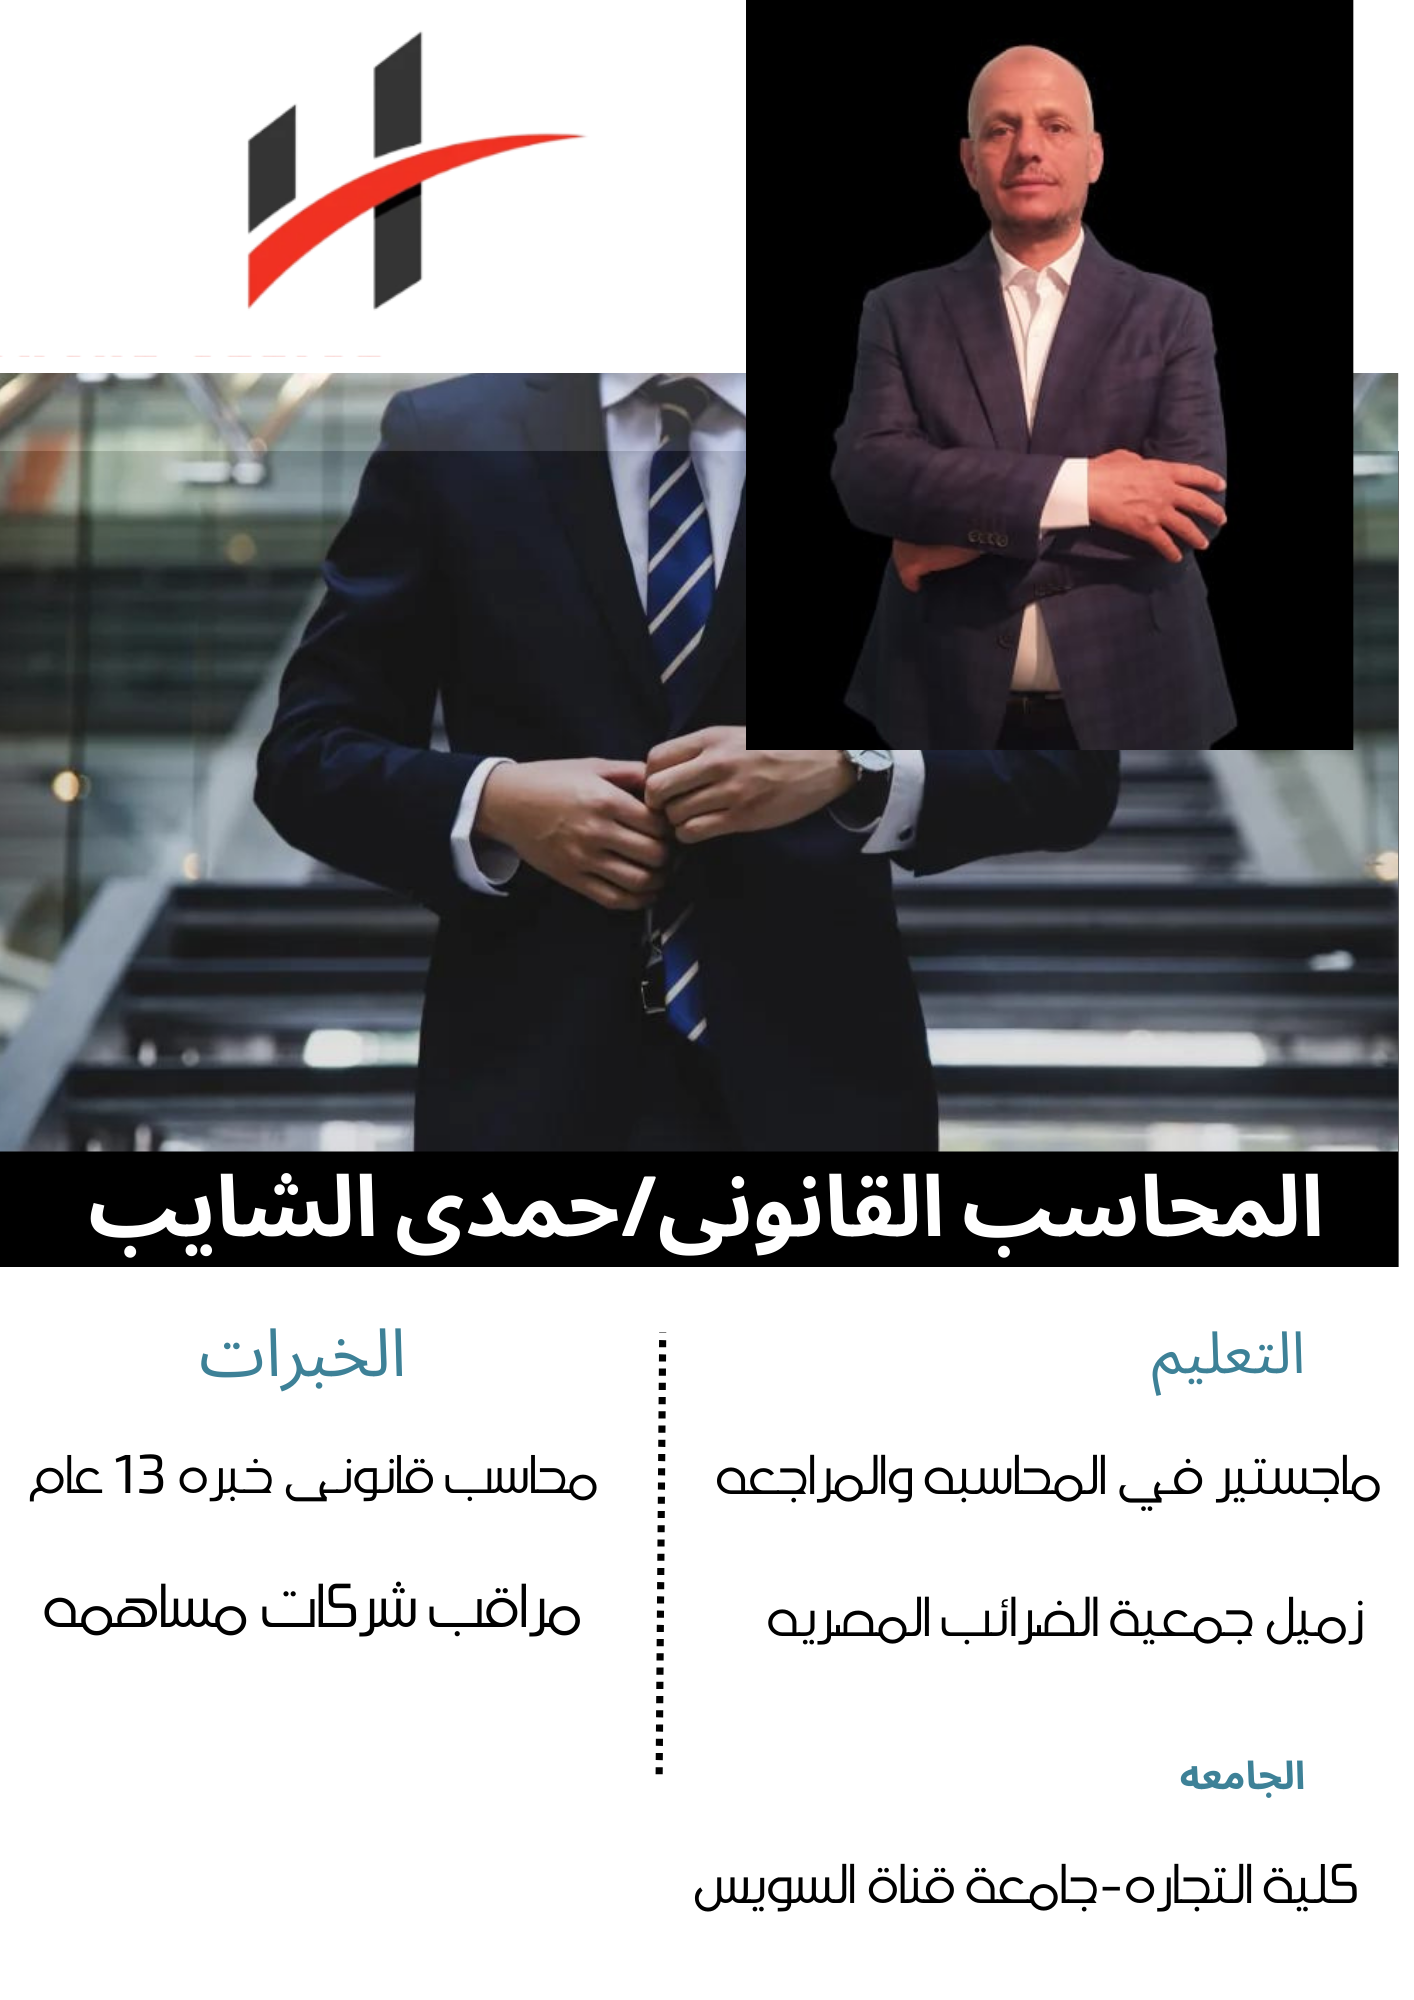 المحاسب القانونى/حمدى الشايب
التعليم
ماجستير في المحاسبه والمراجعه
زميل جمعية الضرائب المصريه
الجامعه
كلية التجاره-جامعة قناة السويس
الخبرات
محاسب قانونى خبره 13 عام
مراقب شركات مساهمه